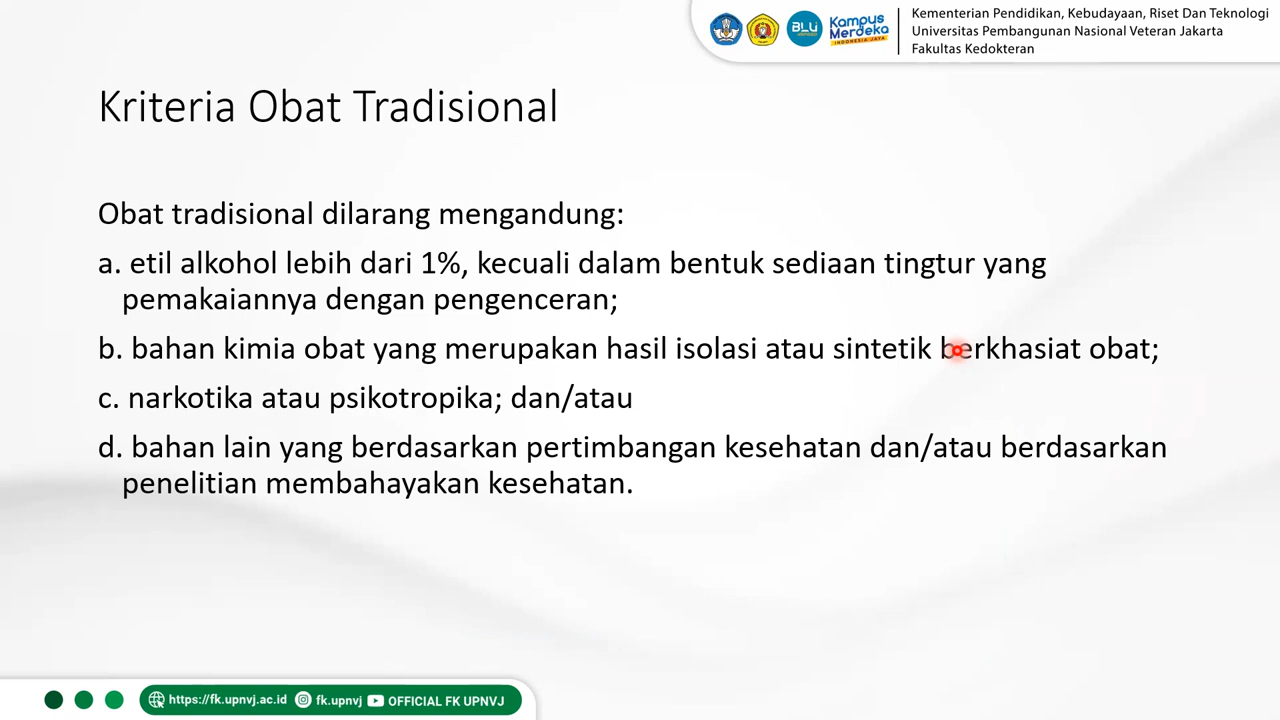 BLU
Kampus
Merdeka
INDONESIA JAYA
Kementerian Pendidikan, Kebudayaan, Riset Dan Teknologi
Universitas Pembangunan Nasional Veteran Jakarta
Fakultas Kedokteran
Kriteria Obat Tradisional
Obat tradisional dilarang mengandung:
a. etil alkohol lebih dari 1%, kecuali dalam bentuk sediaan tingtur yang
pemakaiannya dengan pengenceran;
b. bahan kimia obat yang merupakan hasil isolasi atau sintetik berkhasiat obat;
c. narkotika atau psikotropika; dan/atau
d. bahan lain yang berdasarkan pertimbangan kesehatan dan/atau berdasarkan
penelitian membahayakan kesehatan.
https://fk.upnvj.ac.id fk.upnvj OFFICIAL FK UPNVJ